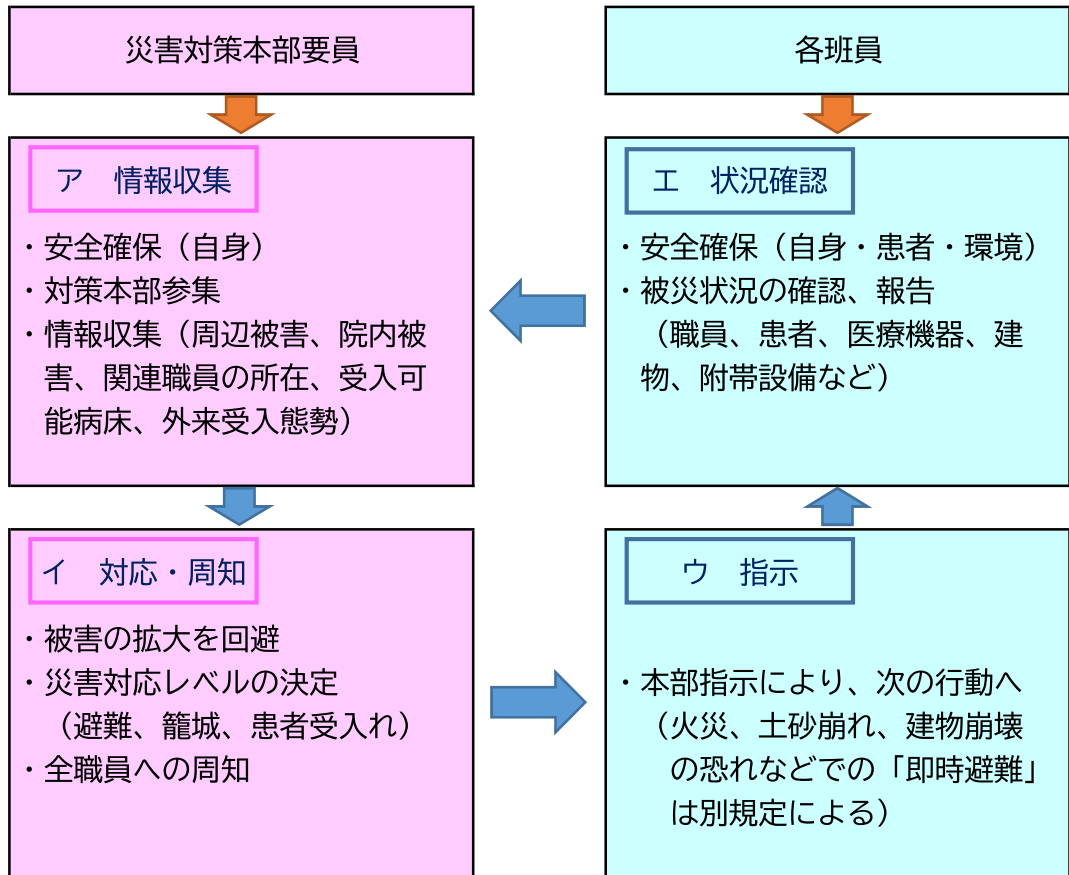 災害対策本部要員
各班員
ア　情報収集
・安全確保（自身）
・対策本部参集
・情報収集（周辺被害、院内被
害、関連職員の所在、受入可
能病床、外来受入態勢）
エ　状況確認
・安全確保（自身・患者・環境）
・被災状況の確認、報告
（職員、患者、医療機器、建
物、附帯設備など）
イ　対応・周知
・被害の拡大を回避
・災害対応レベルの決定
（避難、籠城、患者受入れ）
・全職員への周知
ウ　指示
・本部指示により、次の行動へ
（火災、土砂崩れ、建物崩壊
の恐れなどでの「即時避難」
は別規定による）